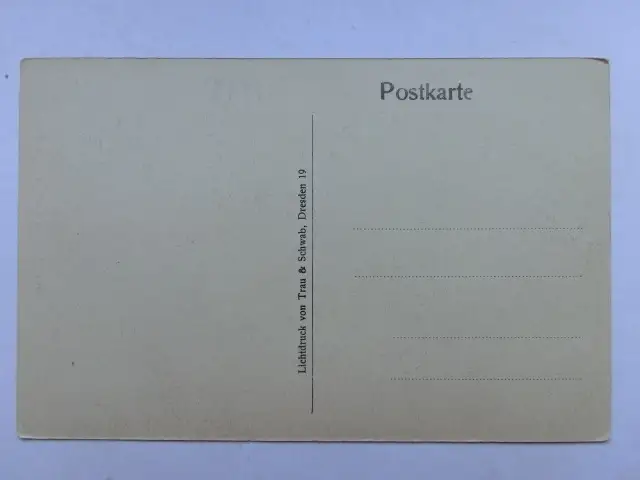 Postkarte
Lichtdruck von Trau & Schwab, Dresden 19